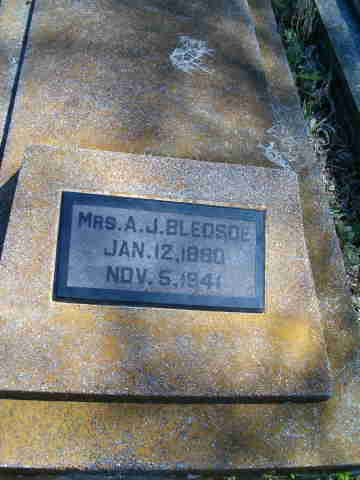 MRS. A. J. BLEDSOE
JAN. 12, 1880
NOV. 5, 1941